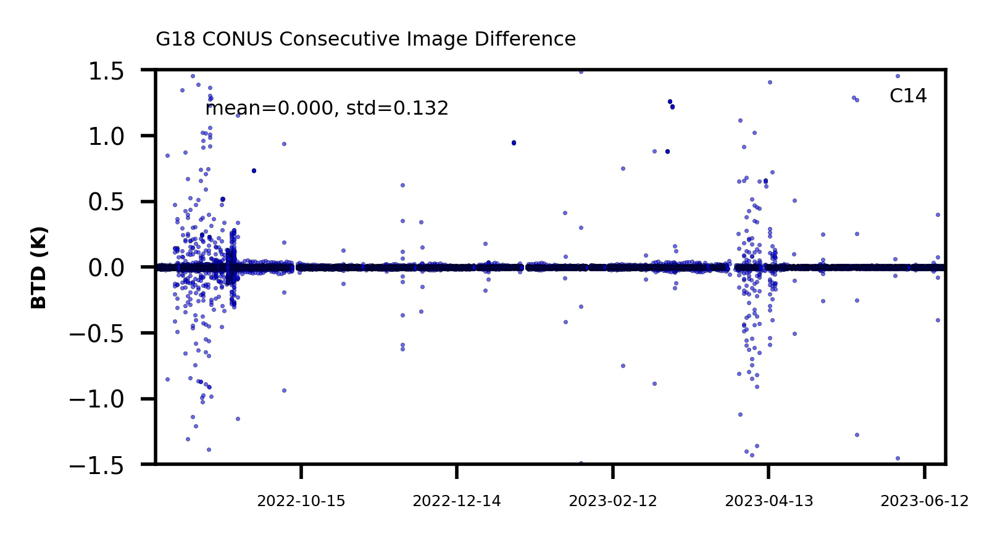 G18 CONUS Consecutive Image Difference
1.5
C14
mean=0.000, std=0.132
1.0
0.5
0.0
−0.5
−1.0
−1.5
BTD (K)
2022-10-15 2022-12-14 2023-02-12 2023-04-13 2023-06-12